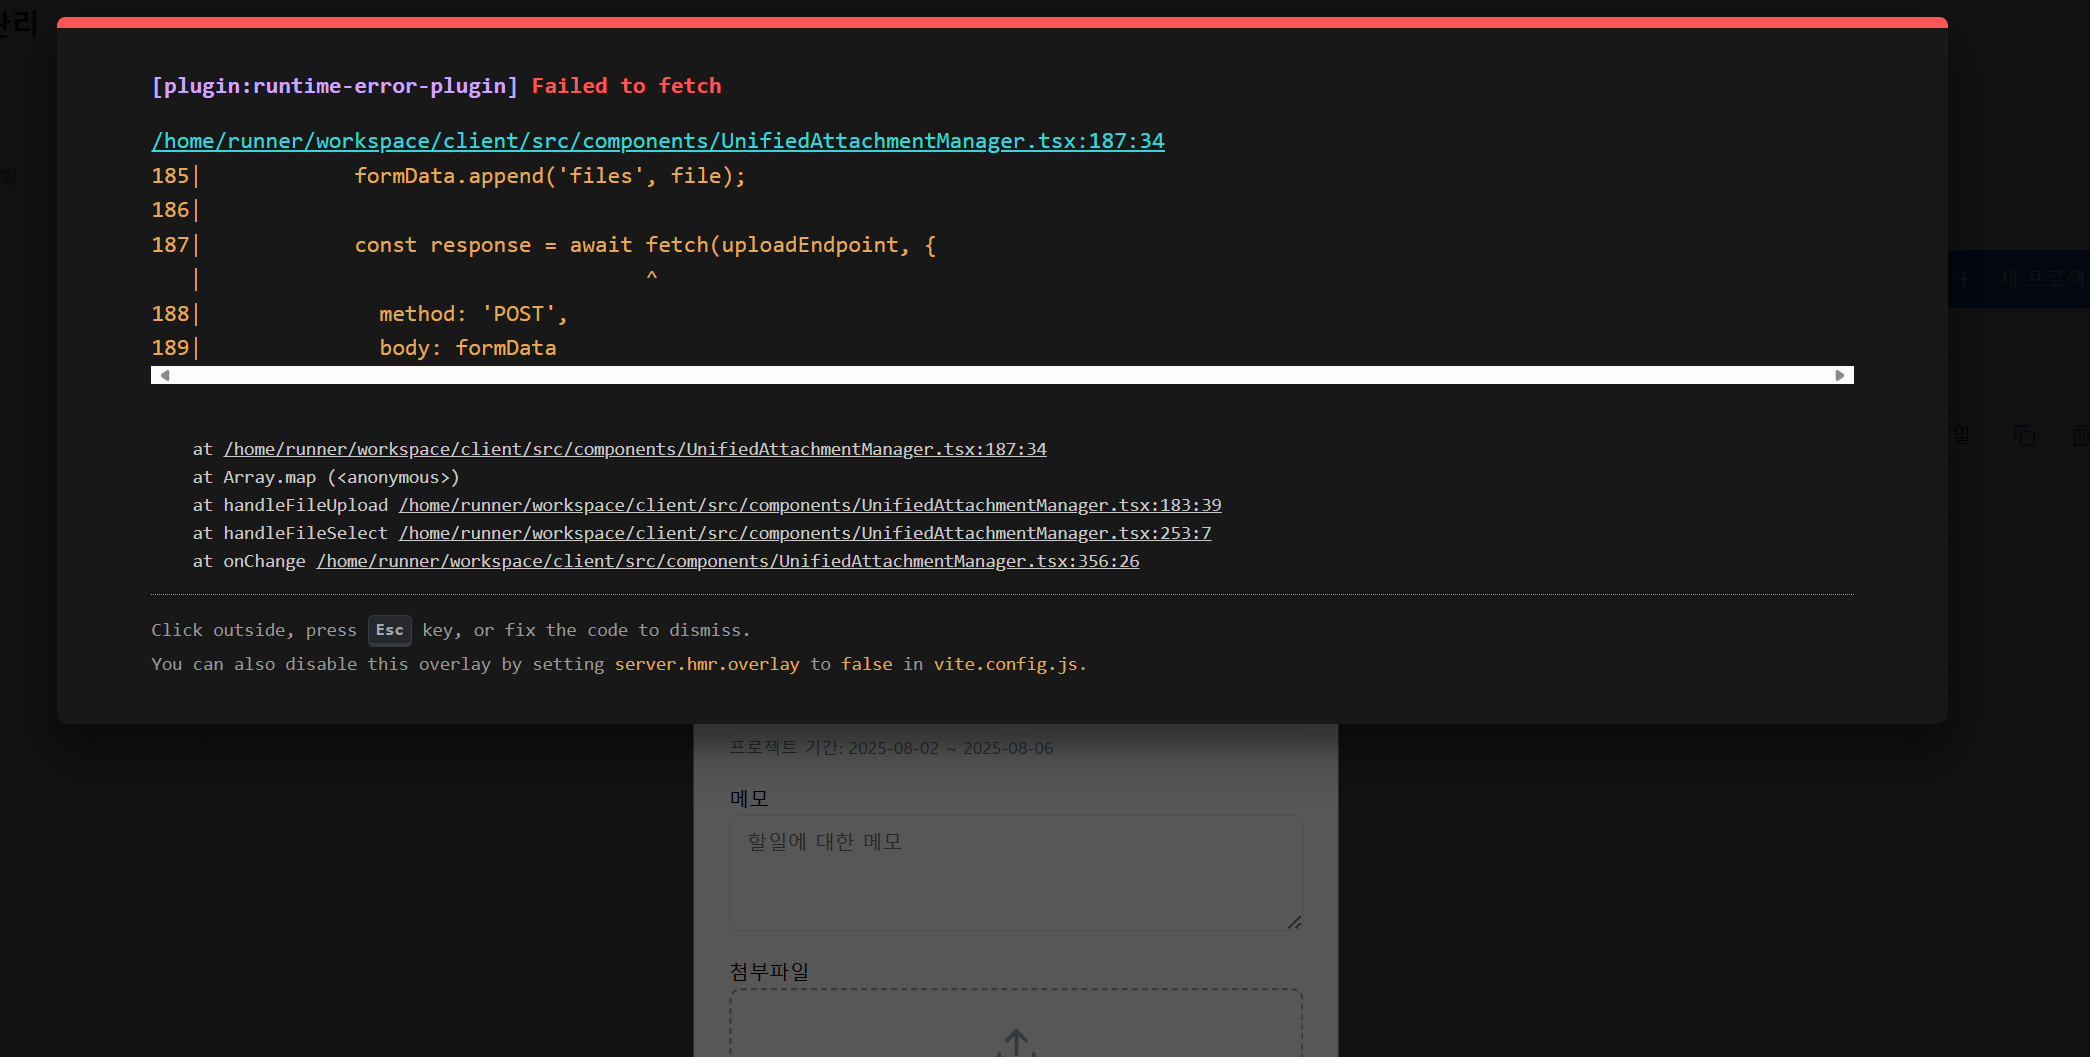 관리
[plugin:runtime-error-plugin] Failed to fetch
/home/runner/workspace/client/src/components/UnifiedAttachmentManager.tsx:187:34
185|            formData.append('files', file);
획
186|
187|            const response = await fetch(uploadEndpoint, {
   |                                   ^
+ 새 프로젝
188|              method: 'POST',
189|              body: formData
일
at /home/runner/workspace/client/src/components/UnifiedAttachmentManager.tsx:187:34
at Array.map (<anonymous>)
at handleFileUpload /home/runner/workspace/client/src/components/UnifiedAttachmentManager.tsx:183:39
at handleFileSelect /home/runner/workspace/client/src/components/UnifiedAttachmentManager.tsx:253:7
at onChange /home/runner/workspace/client/src/components/UnifiedAttachmentManager.tsx:356:26
Click outside, press Esc key, or fix the code to dismiss.
You can also disable this overlay by setting server.hmr.overlay to false in vite.config.js.
프로젝트 기간: 2025-08-02 ~ 2025-08-06
메모
할일에 대한 메모
첨부파일